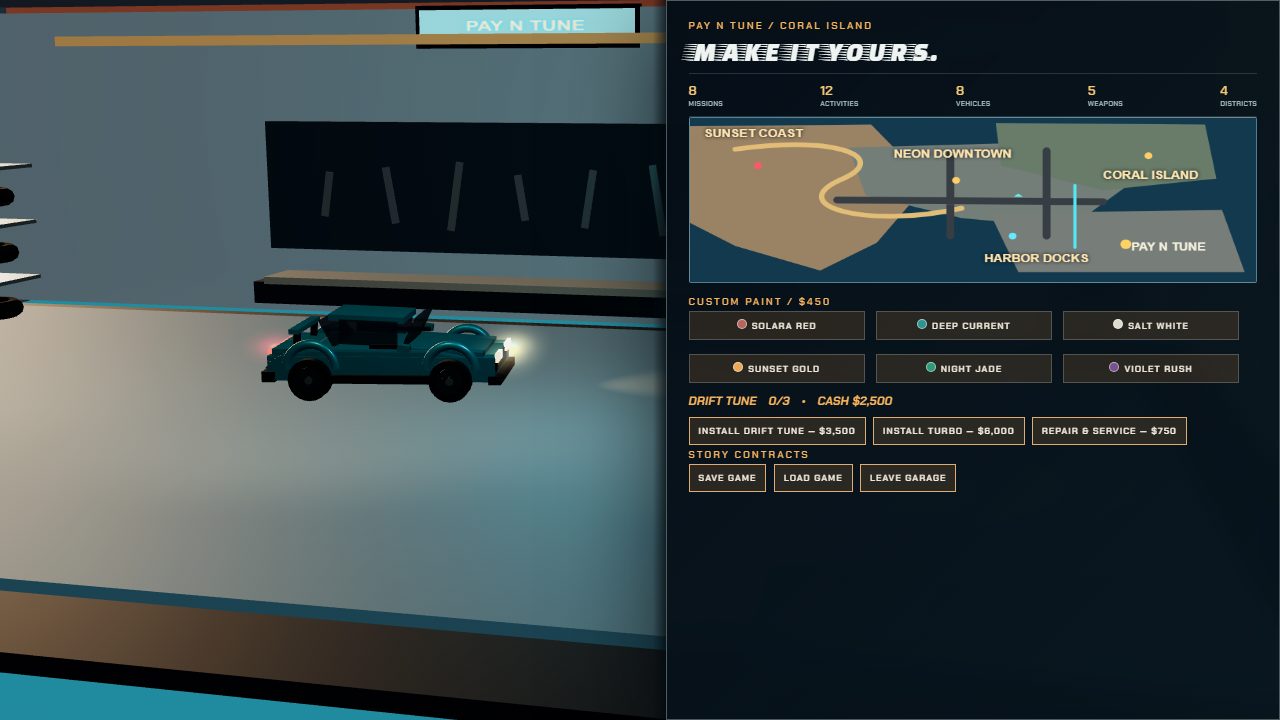 PAY N TUNE
PAY N TUNE / CORAL ISLAND
MAKE IT YOURS.
8 12 8 5 4
MISSIONS ACTIVITIES VEHICLES WEAPONS DISTRICTS
SUNSET COAST
NEON DOWNTOWN
CORAL ISLAND
PAY N TUNE
HARBOR DOCKS
CUSTOM PAINT / $450
SOLARA RED DEEP CURRENT SALT WHITE
SUNSET GOLD NIGHT JADE VIOLET RUSH
DRIFT TUNE 0/3 • CASH $2,500
INSTALL DRIFT TUNE — $3,500 INSTALL TURBO — $6,000 REPAIR & SERVICE — $750
STORY CONTRACTS
SAVE GAME LOAD GAME LEAVE GARAGE